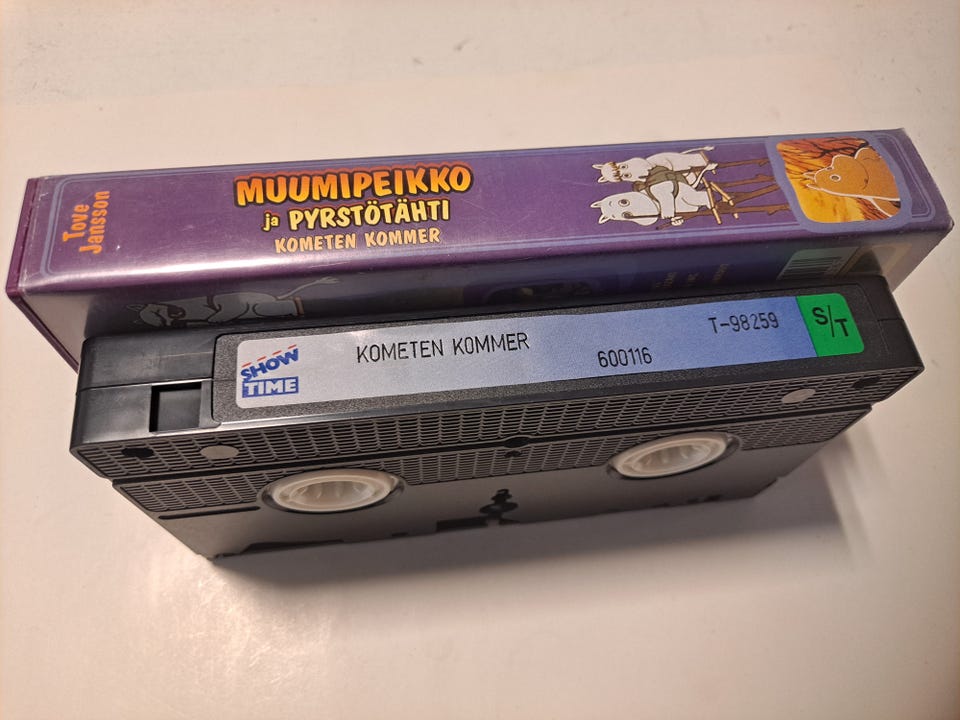 Tove
Jansson
MUUMIPEIKKO
ja PYRSTÖTÄHTI
KOMETEN KOMMER
SHOW
TIME
KOMETEN KOMMER
600116
T-98259
S/T